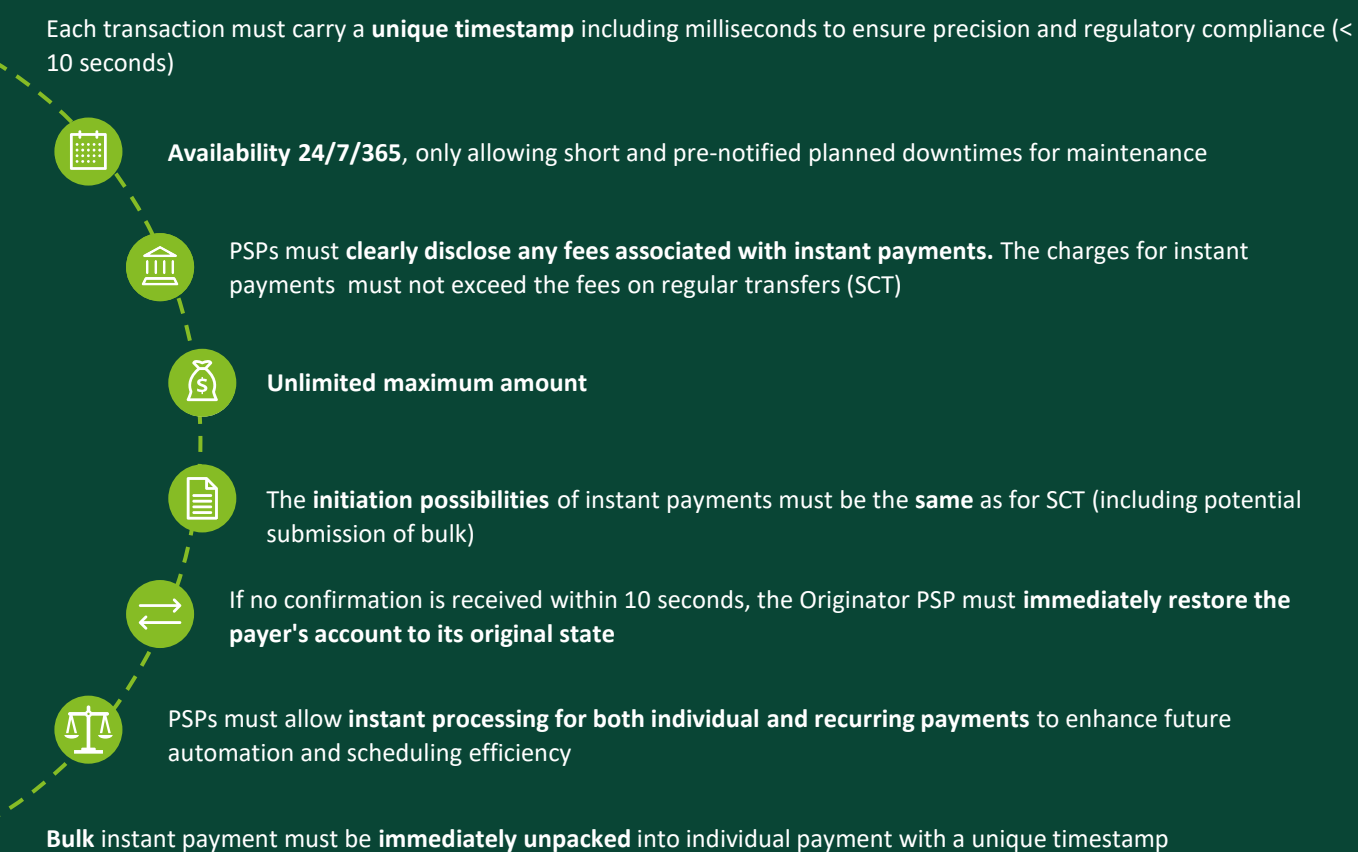 Each transaction must carry a unique timestamp including milliseconds to ensure precision and regulatory compliance (<
10 seconds)
Availability 24/7/365, only allowing short and pre-notified planned downtimes for maintenance
PSPs must clearly disclose any fees associated with instant payments. The charges for instant
payments must not exceed the fees on regular transfers (SCT)
Unlimited maximum amount
The initiation possibilities of instant payments must be the same as for SCT (including potential
submission of bulk)
If no confirmation is received within 10 seconds, the Originator PSP must immediately restore the
payer's account to its original state
PSPs must allow instant processing for both individual and recurring payments to enhance future
automation and scheduling efficiency
Bulk instant payment must be immediately unpacked into individual payment with a unique timestamp